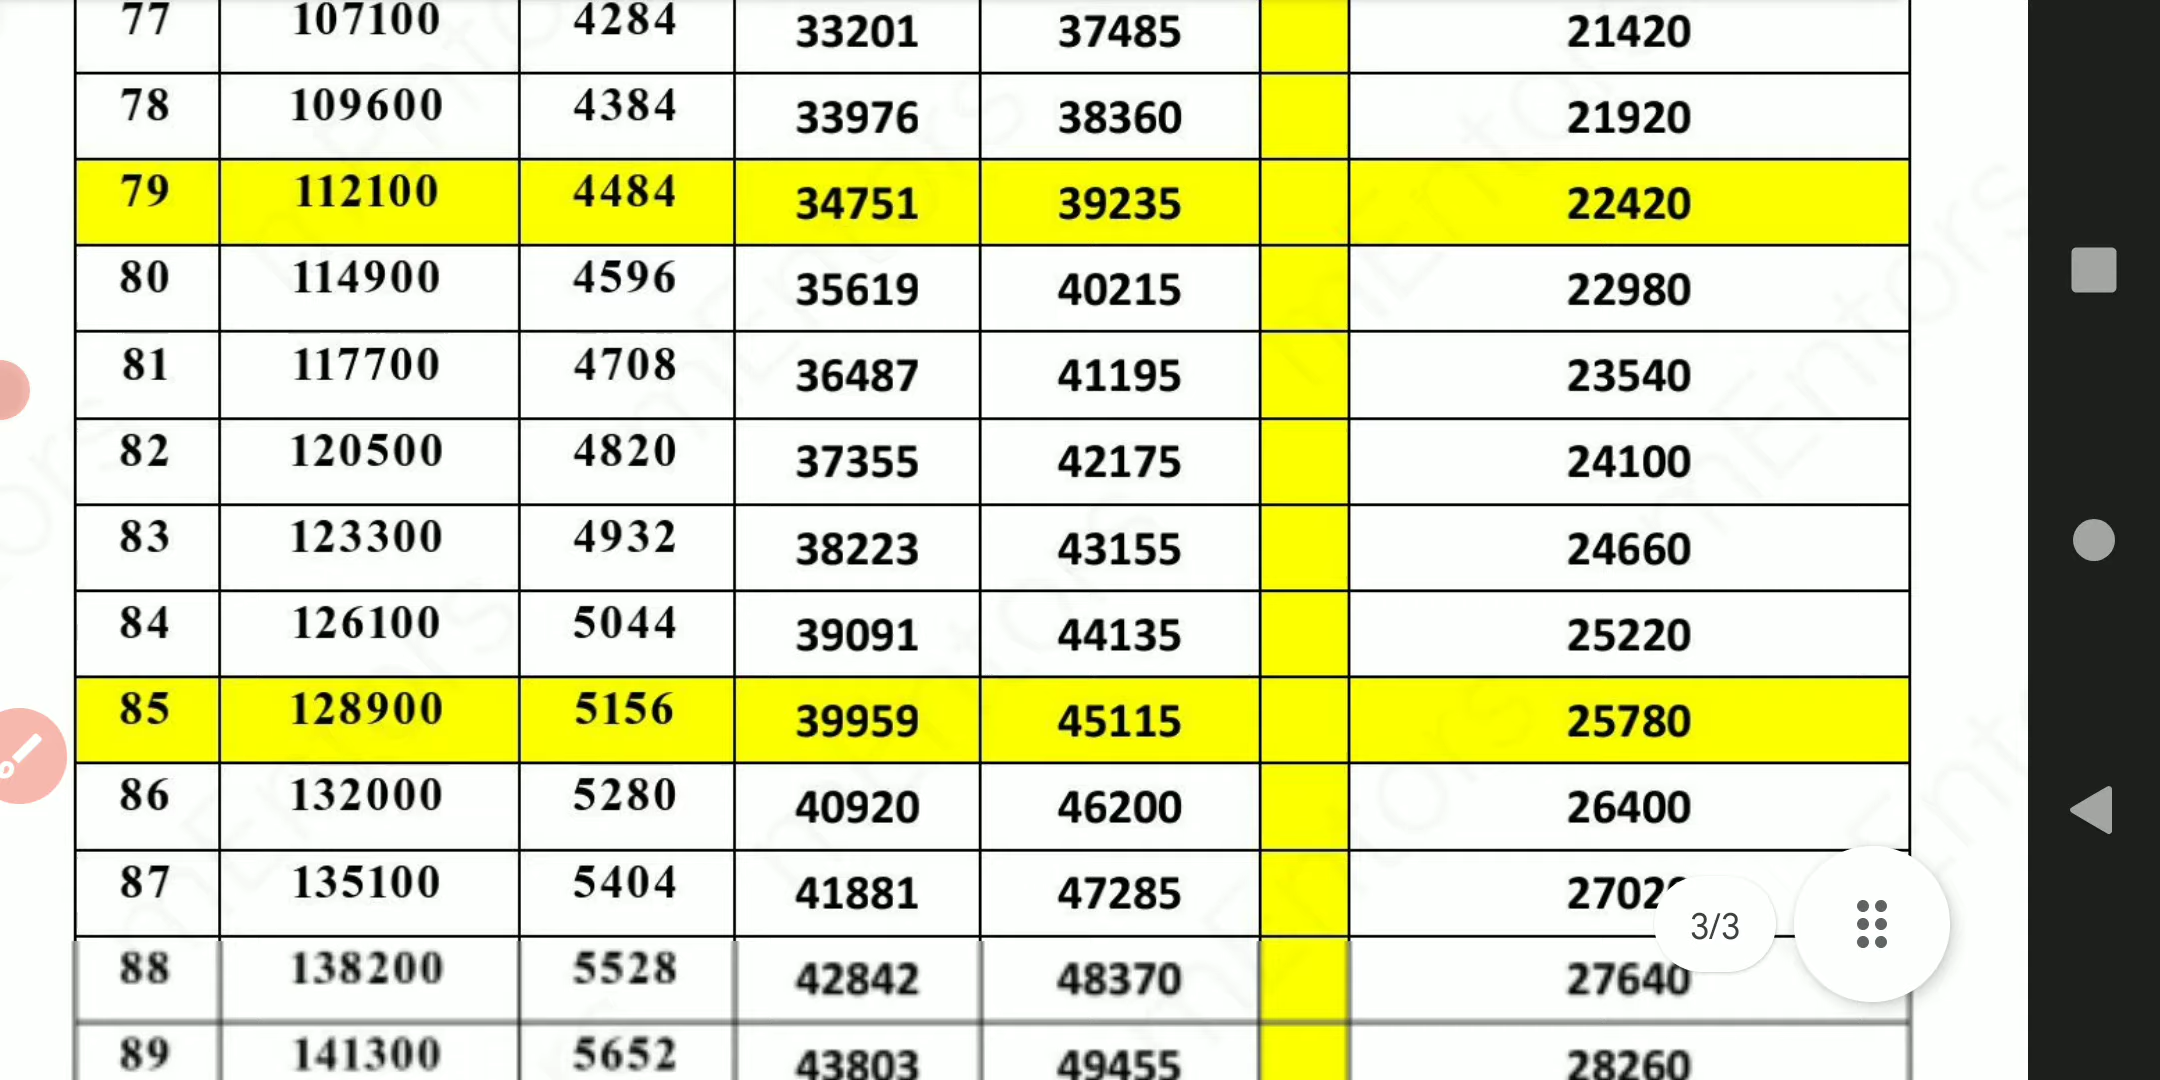 77 107100 4284 33201 37485 21420
78 109600 4384 33976 38360 21920
79 112100 4484 34751 39235 22420
80 114900 4596 35619 40215 22980
81 117700 4708 36487 41195 23540
82 120500 4820 37355 42175 24100
83 123300 4932 38223 43155 24660
84 126100 5044 39091 44135 25220
85 128900 5156 39959 45115 25780
86 132000 5280 40920 46200 26400
87 135100 5404 41881 47285
3/3
88 138200 5528 42842 48370 27640
89 141300 5652 43803 49455 28260
mEntors